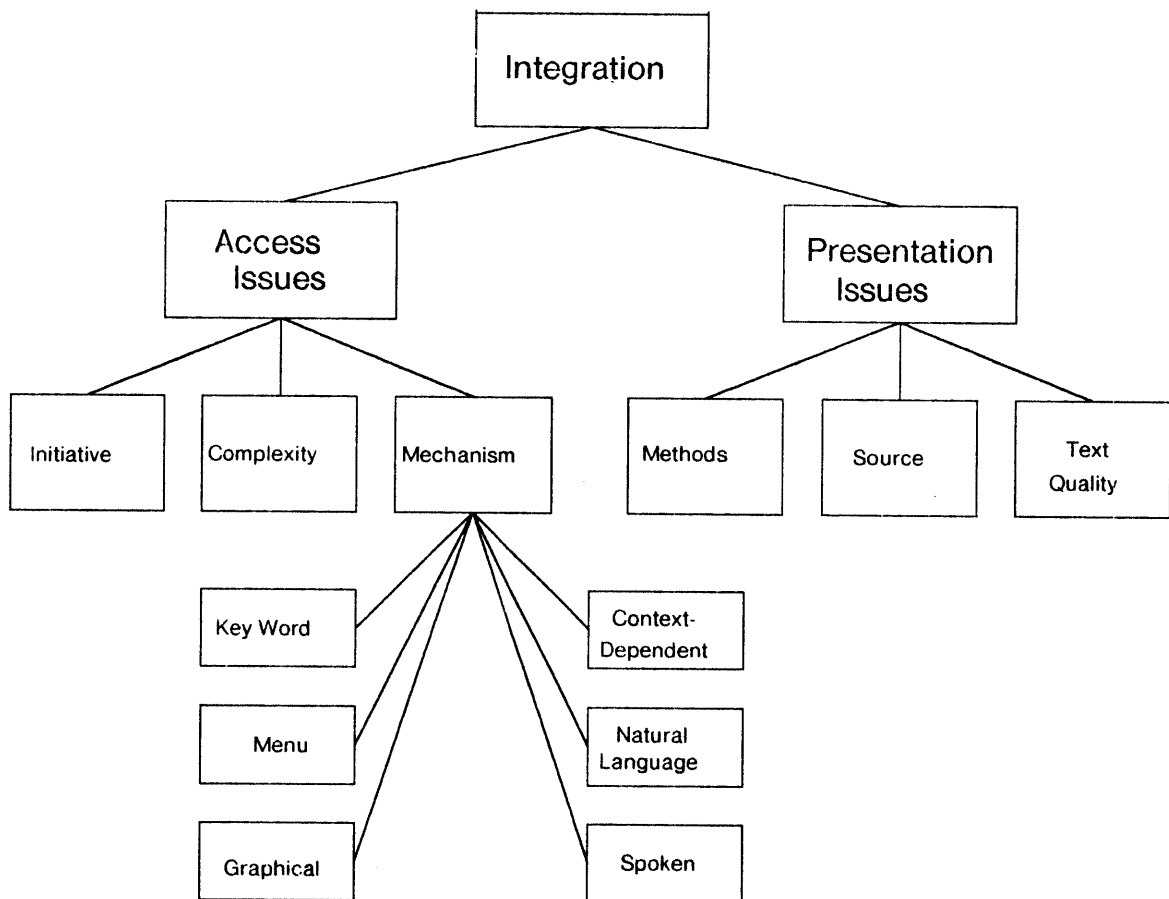 Integration
Access
Issues
Presentation
Issues
Initiative
Complexity
Mechanism
Methods
Source
Text
Quality
Key Word
Context-
Dependent
Menu
Natural
Language
Graphical
Spoken